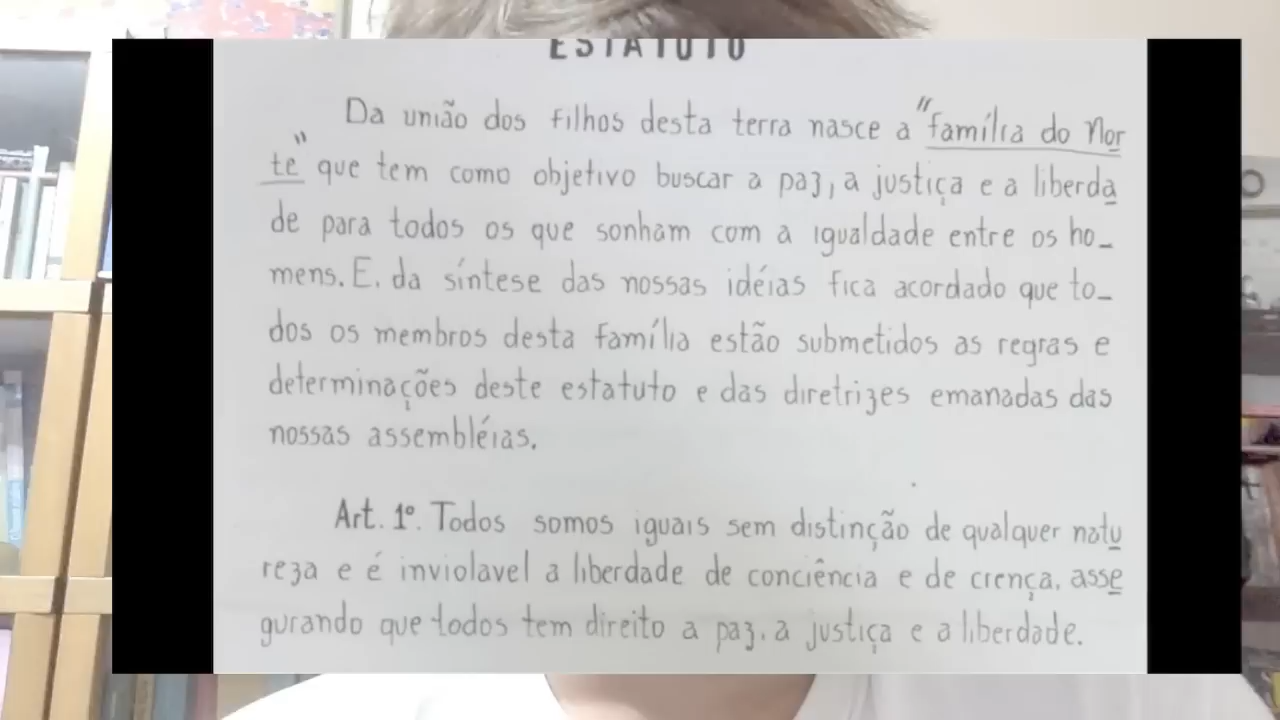 ESTATUTO
Da união dos filhos desta terra nasce a "família do Nor
te" que tem como objetivo buscar a paz, a justiça e a liberda
de para todos os que sonham com a igualdade entre os ho-
mens. E, da síntese das nossas idéias fica acordado que to-
dos os membros desta família estão submetidos as regras e
determinações deste estatuto e das diretrizes emanadas das
nossas assembléias.
Art. 1º. Todos somos iguais sem distinção de qualquer natu
reza e é inviolavel a liberdade de conciência e de crença, asse
gurando que todos tem direito a paz, a justiça e a liberdade.